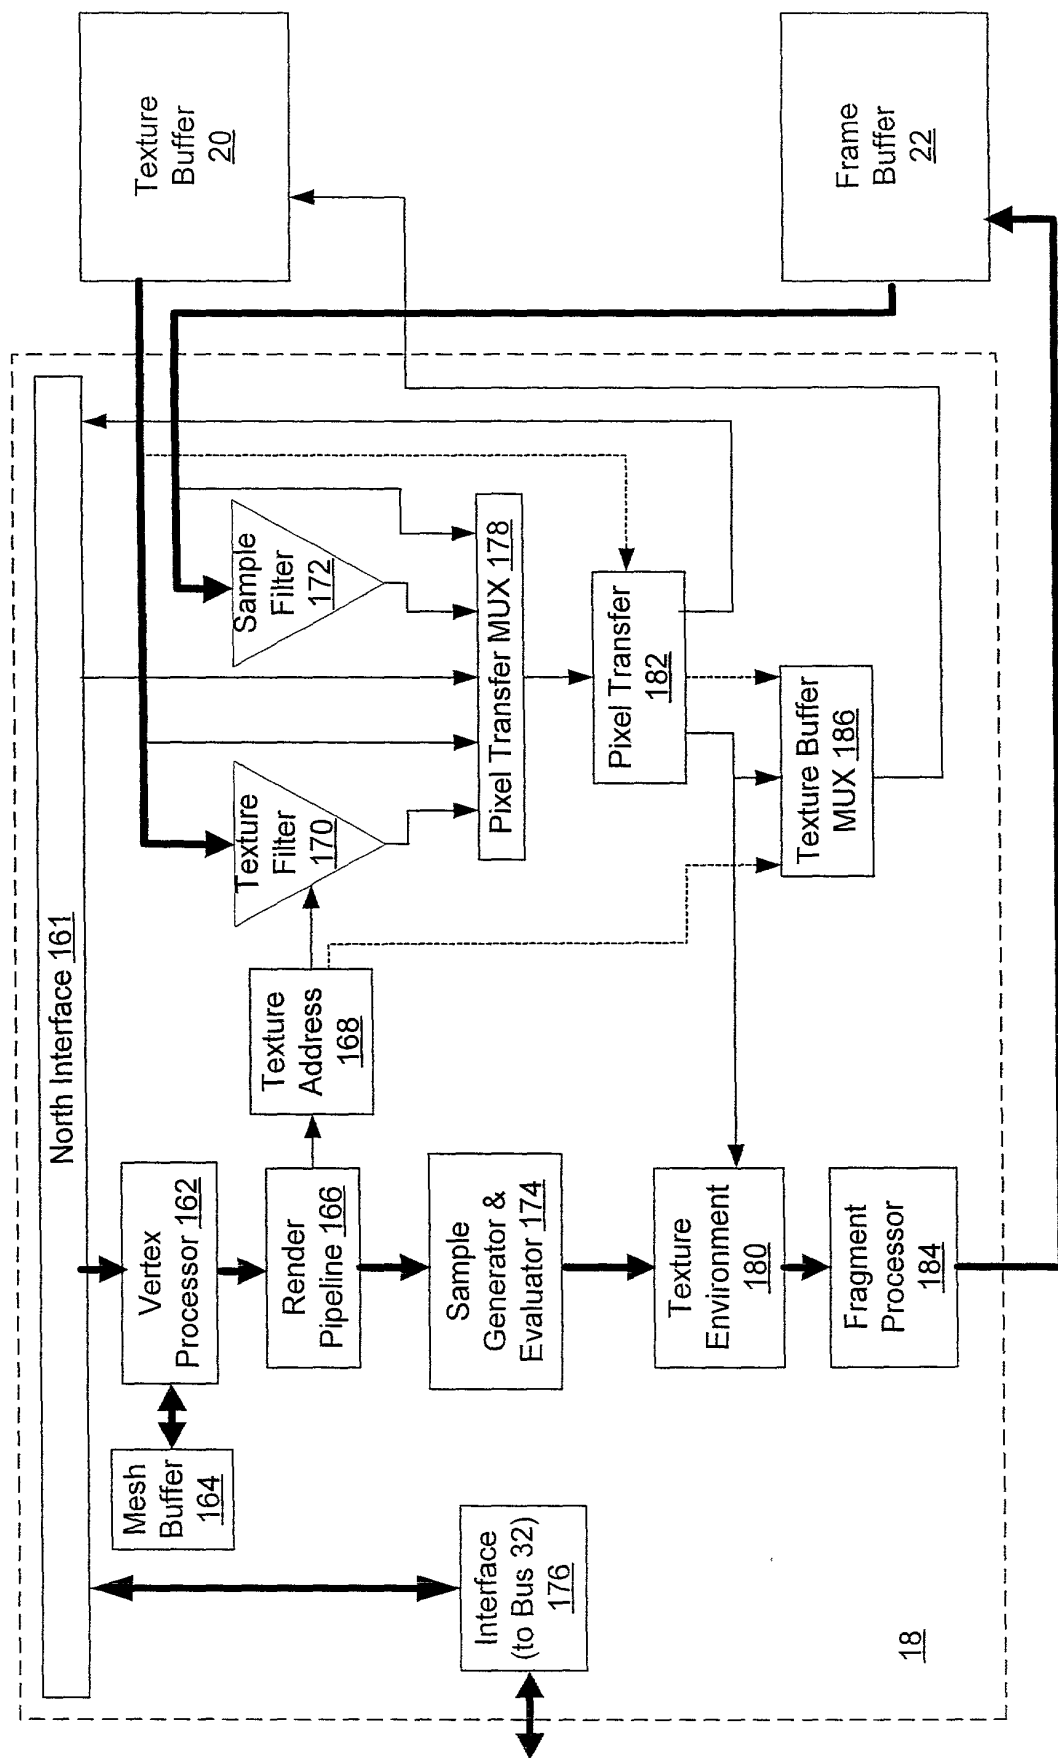 North Interface 161
Vertex
Processor 162
Mesh
Buffer
164
Render
Pipeline 166
Texture
Address
168
Texture
Filter
170
Sample
Filter
172
Texture
Buffer
20
Sample
Generator &
Evaluator 174
Interface
(to Bus 32)
176
Pixel Transfer MUX 178
Pixel Transfer
182
Texture
Environment
180
Texture Buffer
MUX 186
Fragment
Processor
184
Frame
Buffer
22
18